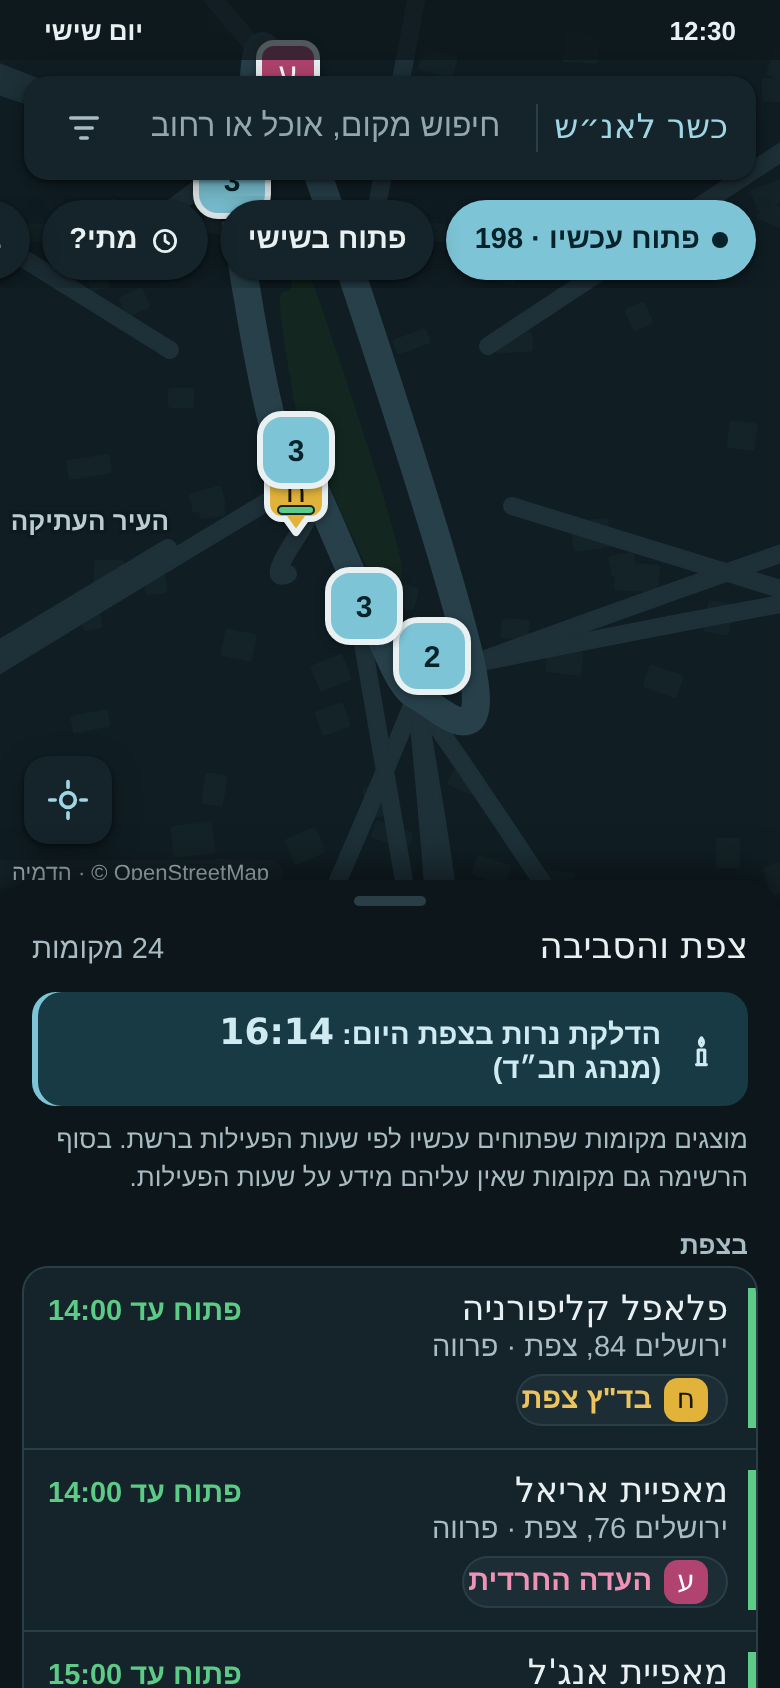 12:30
יום שישי
ע
כשר לאנ״ש
חיפוש מקום, אוכל או רחוב
3
פתוח עכשיו · 198
פתוח בשישי
מתי?
3
ח
העיר העתיקה
3
2
© OpenStreetMap · הדמיה
צפת והסביבה
24 מקומות
הדלקת נרות בצפת היום: 16:14
(מנהג חב״ד)
מוצגים מקומות שפתוחים עכשיו לפי שעות הפעילות ברשת. בסוף
הרשימה גם מקומות שאין עליהם מידע על שעות הפעילות.
בצפת
פלאפל קליפורניה
פתוח עד 14:00
ירושלים 84, צפת · פרווה
ח בד"ץ צפת
מאפיית אריאל
פתוח עד 14:00
ירושלים 76, צפת · פרווה
ע העדה החרדית
מאפיית אנג'ל
פתוח עד 15:00